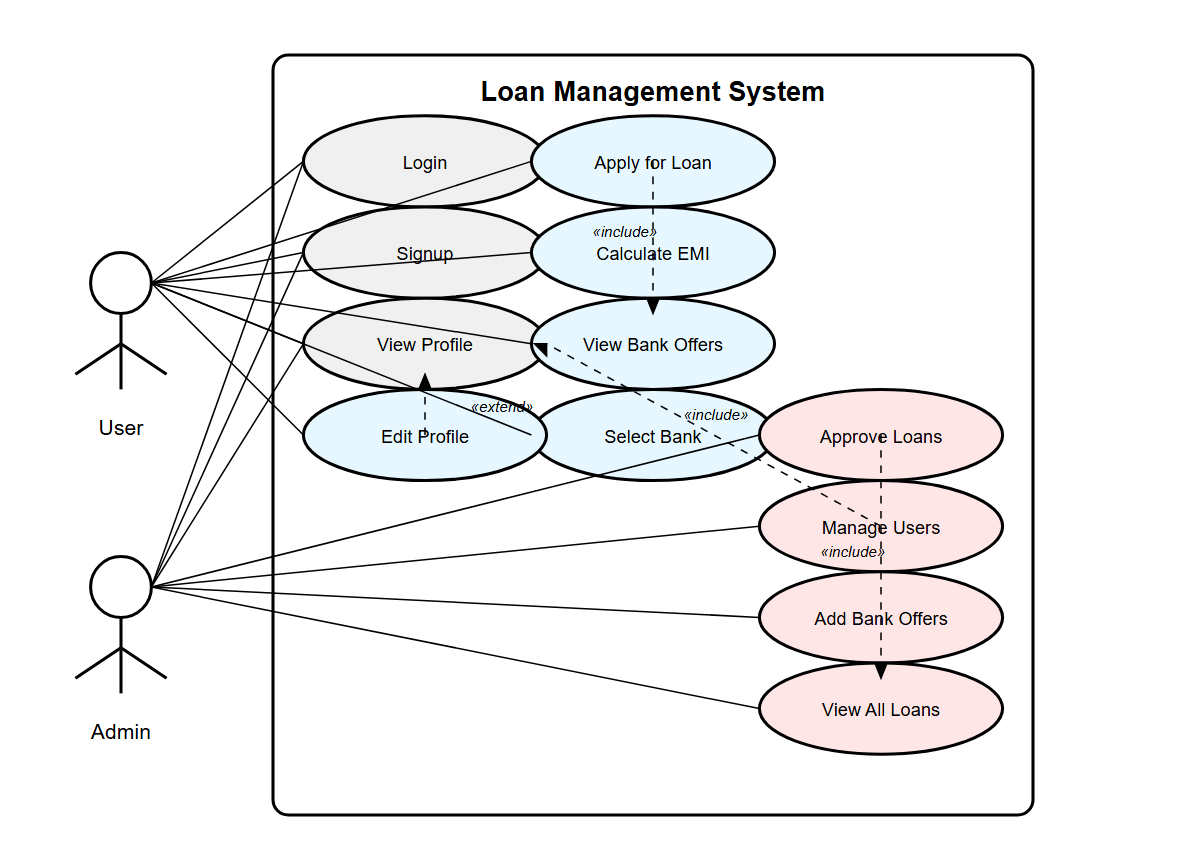 Loan Management System
Login
Apply for Loan
«include»
Signup
Calculate EMI
View Profile
View Bank Offers
«extend»
«include»
User
Edit Profile
Select Bank
Approve Loans
Manage Users
«include»
Add Bank Offers
View All Loans
Admin